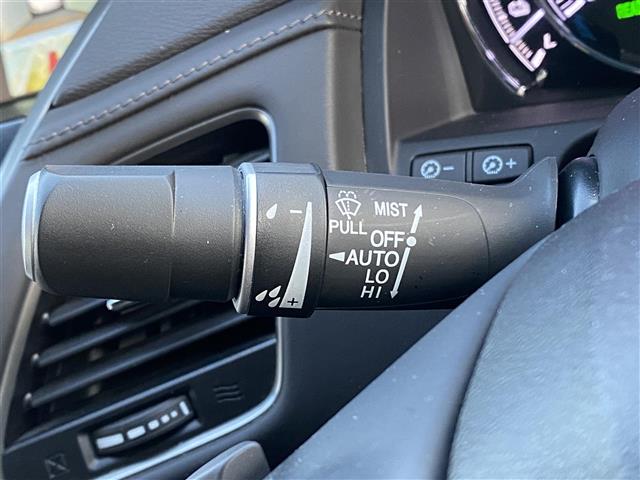 MIST
PULL
OFF
AUTO
LO
HI
- +
- +